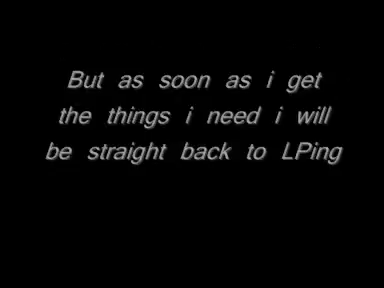 But as soon as i get
the things i need i will
be straight back to LPing